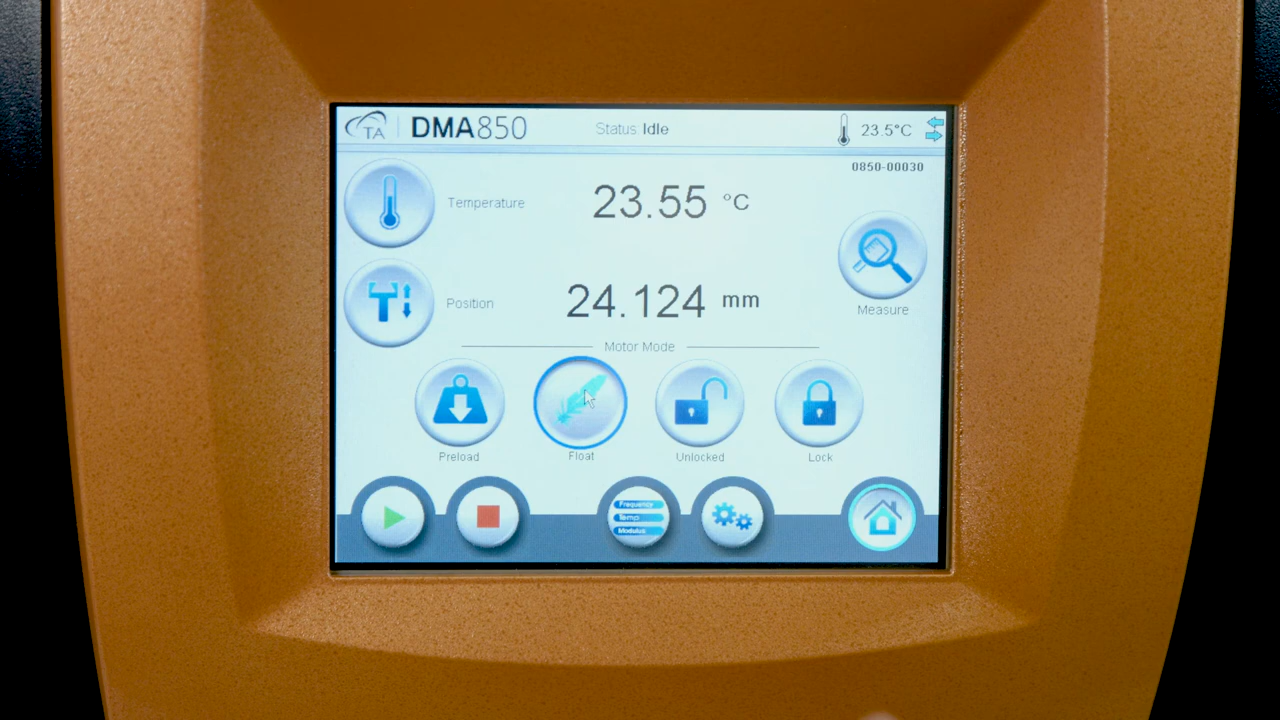 TA DMA850 Status Idle 23.5°C
0850-00030
Temperature 23.55 °C
Measure
Position 24.124 mm
Motor Mode
Preload Float Unlocked Lock
Frequency
Temp
Modulus